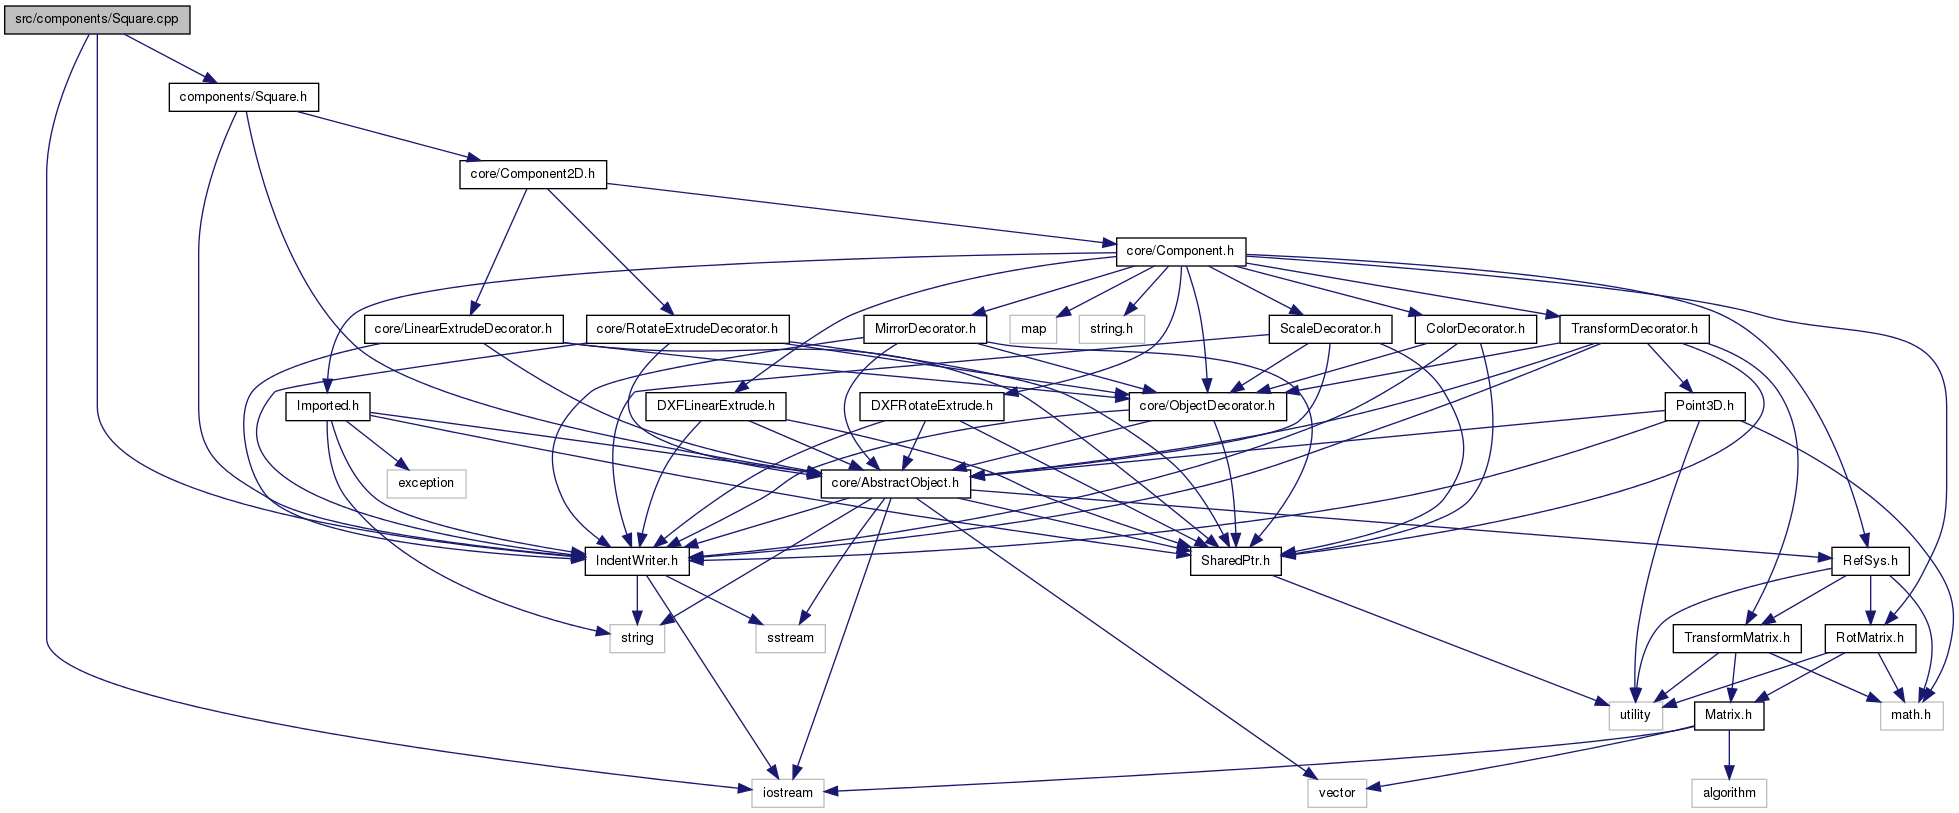 src/components/Square.cpp
components/Square.h
core/Component2D.h
core/Component.h
core/LinearExtrudeDecorator.h
core/RotateExtrudeDecorator.h
MirrorDecorator.h
map
string.h
ScaleDecorator.h
ColorDecorator.h
TransformDecorator.h
Imported.h
DXFLinearExtrude.h
DXFRotateExtrude.h
core/ObjectDecorator.h
Point3D.h
exception
core/AbstractObject.h
IndentWriter.h
SharedPtr.h
RefSys.h
string
sstream
TransformMatrix.h
RotMatrix.h
utility
Matrix.h
math.h
iostream
vector
algorithm